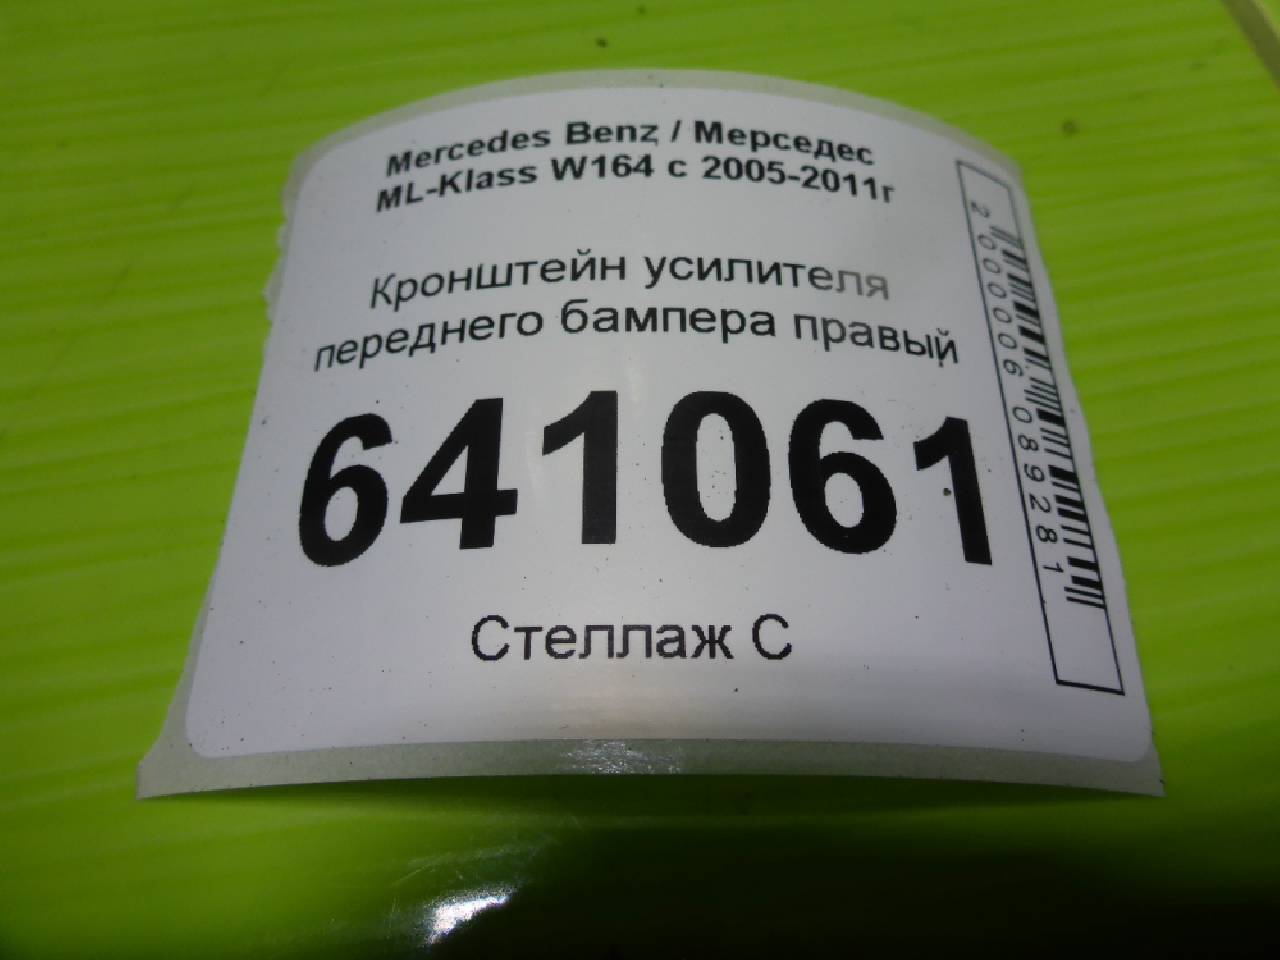 Mercedes Benz / Мерседес
ML-Klass W164 с 2005-2011г
Кронштейн усилителя
переднего бампера правый
641061
Стеллаж С
2000006089281